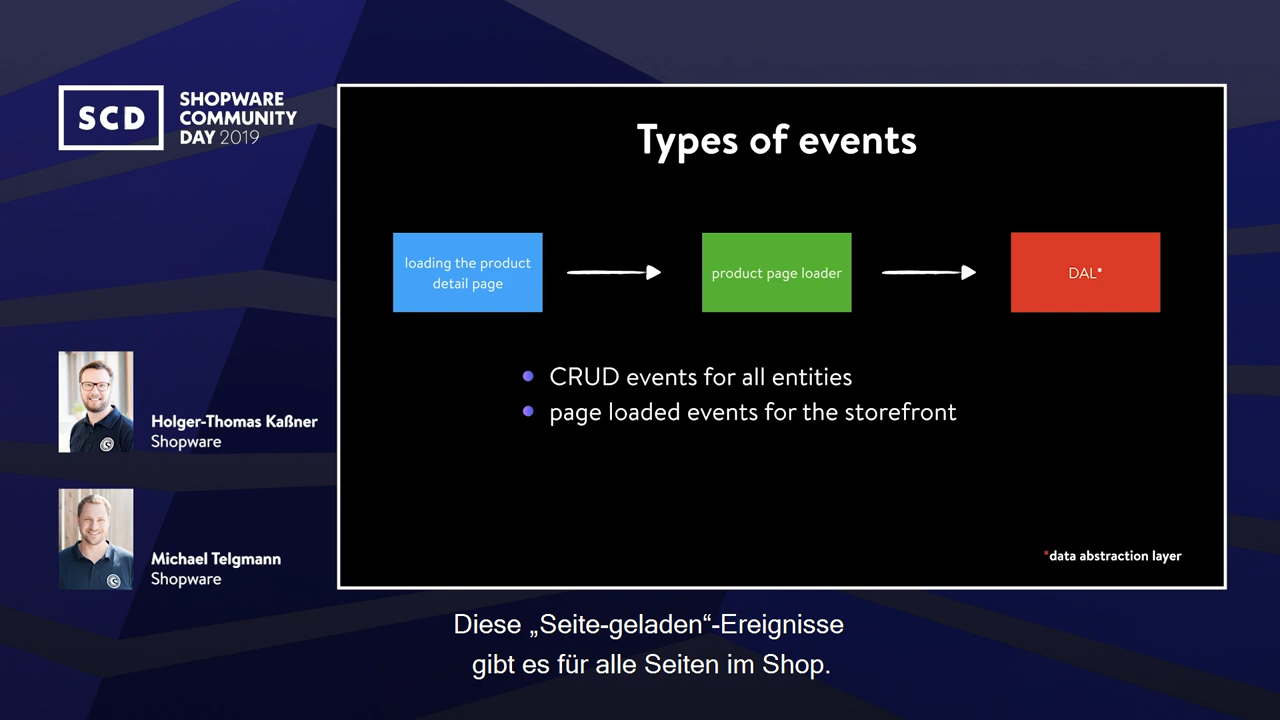 SCD
SHOPWARE
COMMUNITY
DAY 2019
Types of events
loading the product
detail page
product page loader
DAL*
CRUD events for all entities
page loaded events for the storefront
*data abstraction layer
Holger-Thomas Kaßner
Shopware
Michael Telgmann
Shopware
Diese „Seite-geladen“-Ereignisse
gibt es für alle Seiten im Shop.